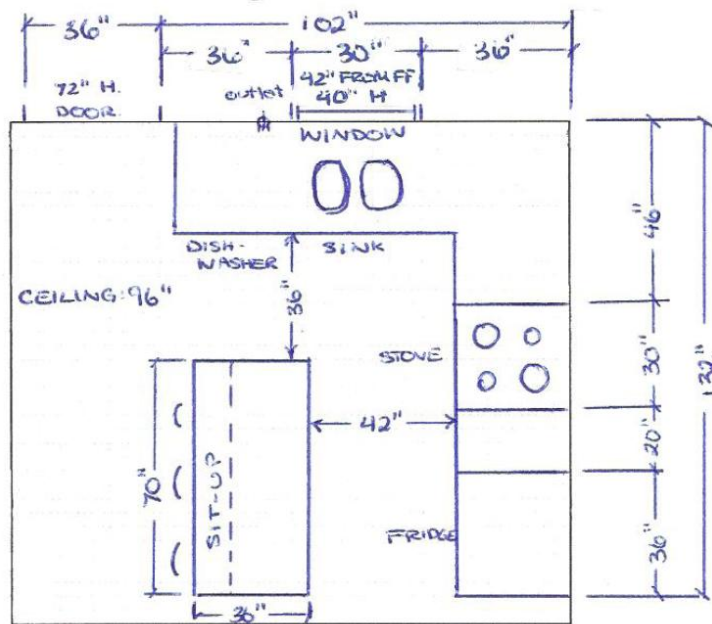 36"
102"
36"
30"
36"
72" H.
DOOR
outlet
42" FROM FF
40" H
WINDOW
DISH-
WASHER
SINK
46"
CEILING: 96"
36"
STOVE
30"
132"
42"
20"
70"
SIT-UP
FRIDGE
36"
36"